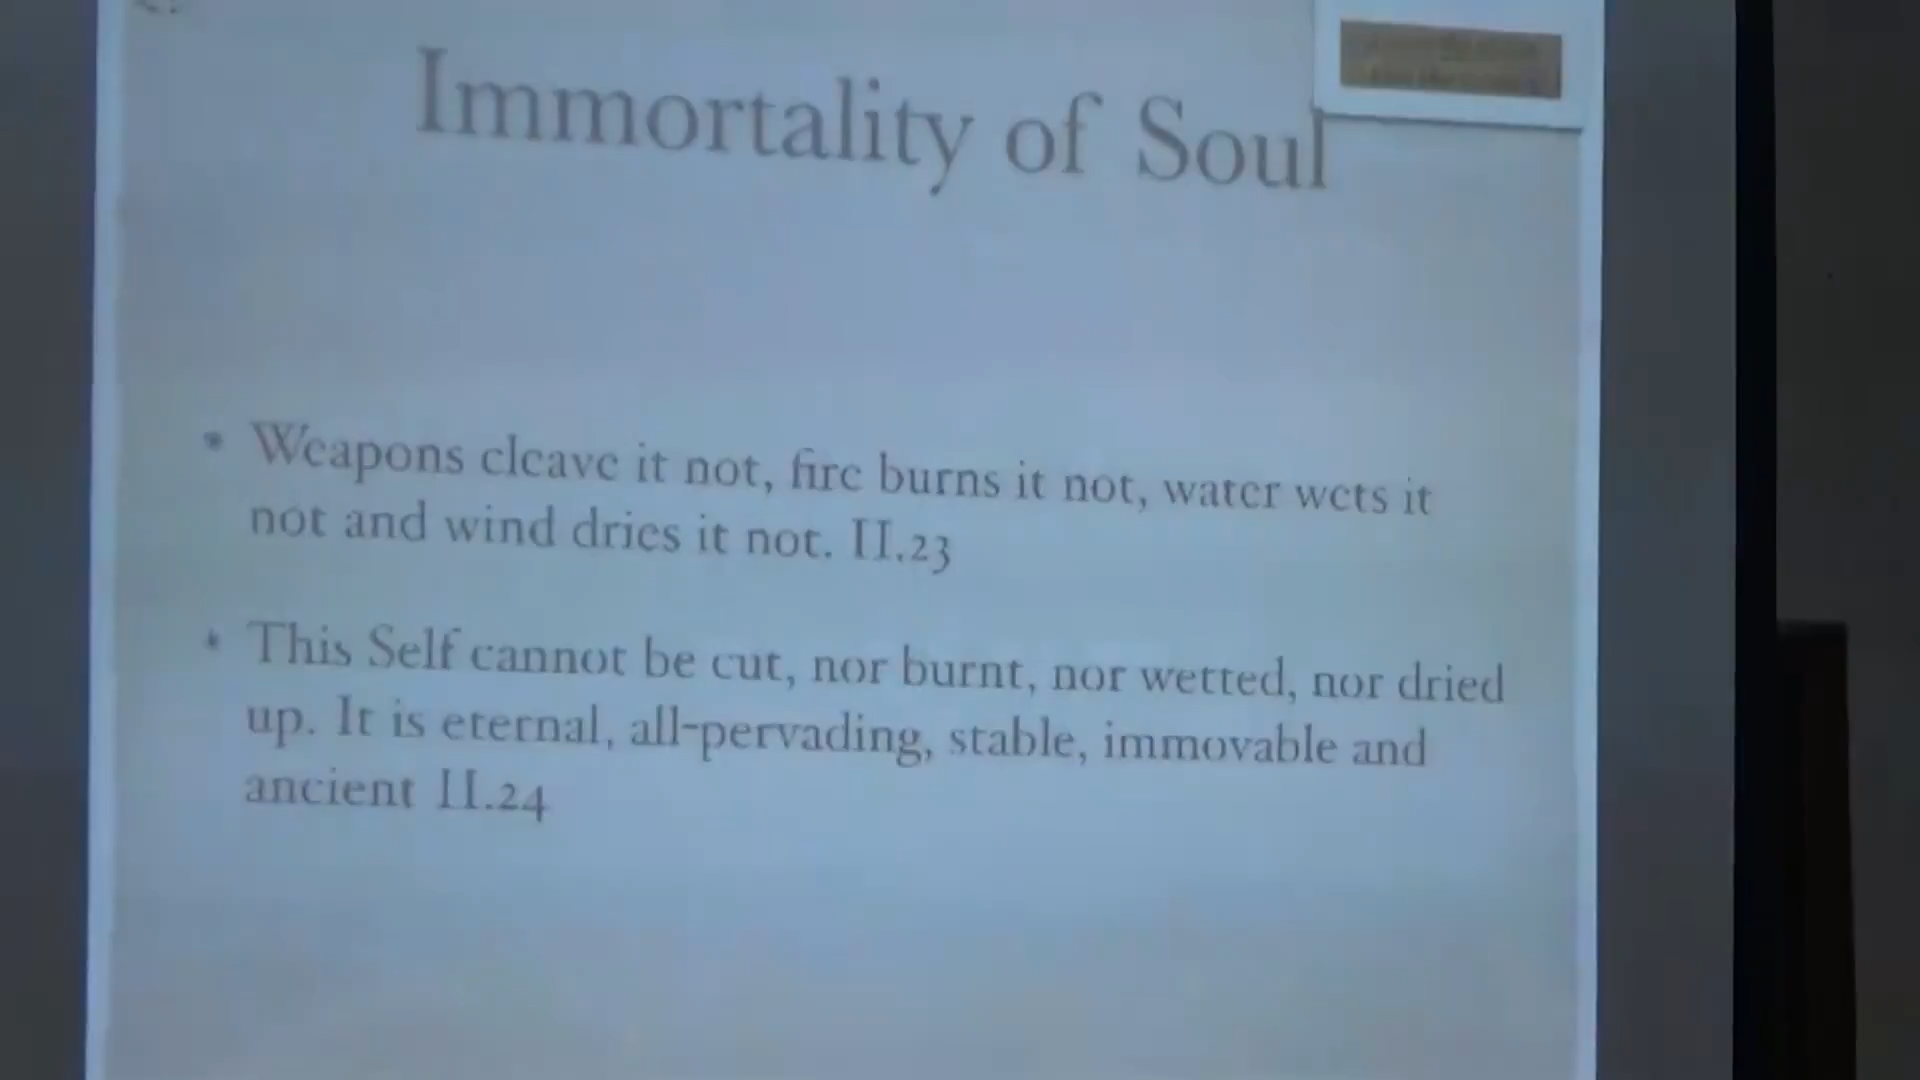 Immortality of Soul
• Weapons cleave it not, fire burns it not, water wets it
not and wind dries it not. II.23
• This Self cannot be cut, nor burnt, nor wetted, nor dried
up. It is eternal, all-pervading, stable, immovable and
ancient II.24